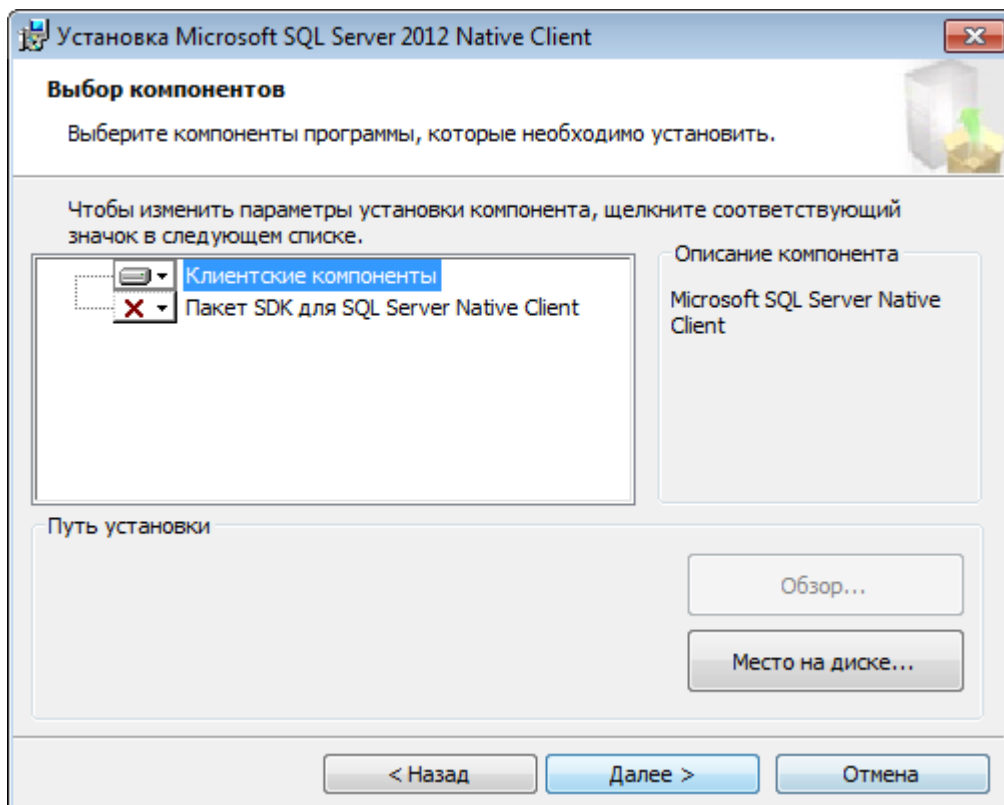 Установка Microsoft SQL Server 2012 Native Client
Выбор компонентов
Выберите компоненты программы, которые необходимо установить.
Чтобы изменить параметры установки компонента, щелкните соответствующий
значок в следующем списке.
Клиентские компоненты
Пакет SDK для SQL Server Native Client
Описание компонента
Microsoft SQL Server Native
Client
Путь установки
Обзор...
Место на диске...
< Назад
Далее >
Отмена